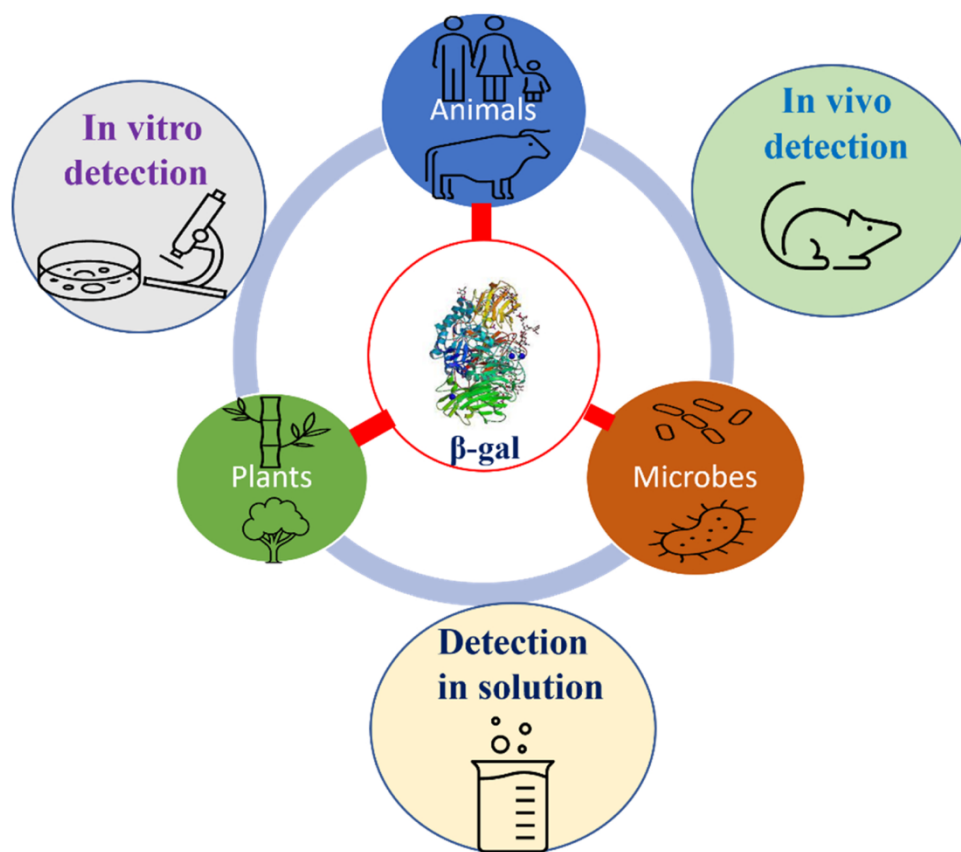 Animals
In vitro
detection
In vivo
detection
β-gal
Plants
Microbes
Detection
in solution